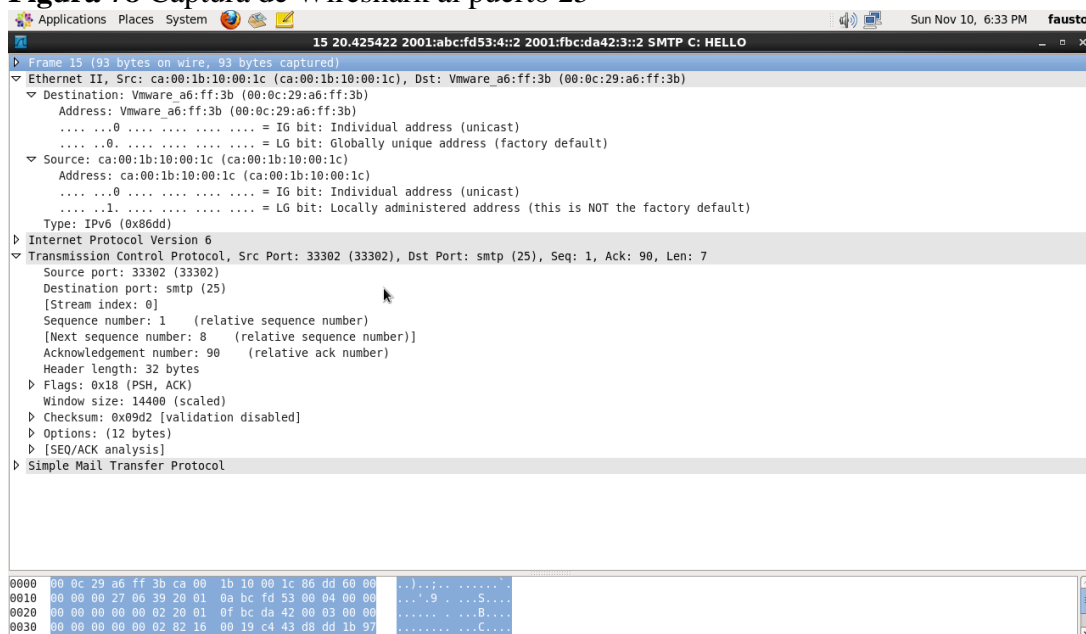 Figura 76 Captura de Wireshark al puerto 25
Applications Places System Sun Nov 10, 6:33 PM fausto
15 20.425422 2001:abc:fd53:4::2 2001:fbc:da42:3::2 SMTP C: HELLO
Frame 15 (93 bytes on wire, 93 bytes captured)
Ethernet II, Src: ca:00:1b:10:00:1c (ca:00:1b:10:00:1c), Dst: Vmware_a6:ff:3b (00:0c:29:a6:ff:3b)
Destination: Vmware_a6:ff:3b (00:0c:29:a6:ff:3b)
Address: Vmware_a6:ff:3b (00:0c:29:a6:ff:3b)
.... ...0 .... .... .... .... = IG bit: Individual address (unicast)
.... ..0. .... .... .... .... = LG bit: Globally unique address (factory default)
Source: ca:00:1b:10:00:1c (ca:00:1b:10:00:1c)
Address: ca:00:1b:10:00:1c (ca:00:1b:10:00:1c)
.... ...0 .... .... .... .... = IG bit: Individual address (unicast)
.... ..1. .... .... .... .... = LG bit: Locally administered address (this is NOT the factory default)
Type: IPv6 (0x86dd)
Internet Protocol Version 6
Transmission Control Protocol, Src Port: 33302 (33302), Dst Port: smtp (25), Seq: 1, Ack: 90, Len: 7
Source port: 33302 (33302)
Destination port: smtp (25)
[Stream index: 0]
Sequence number: 1 (relative sequence number)
[Next sequence number: 8 (relative sequence number)]
Acknowledgement number: 90 (relative ack number)
Header length: 32 bytes
Flags: 0x18 (PSH, ACK)
Window size: 14400 (scaled)
Checksum: 0x09d2 [validation disabled]
Options: (12 bytes)
[SEQ/ACK analysis]
Simple Mail Transfer Protocol
0000 00 0c 29 a6 ff 3b ca 00 1b 10 00 1c 86 dd 60 00 ..)..;.. ......`.
0010 00 00 00 27 06 39 20 01 0a bc fd 53 00 04 00 00 ...'.9 . ...S....
0020 00 00 00 00 00 02 20 01 0f bc da 42 00 03 00 00 ...... . ...B....
0030 00 00 00 00 00 02 82 16 00 19 c4 43 d8 dd 1b 97 ........ ...C....